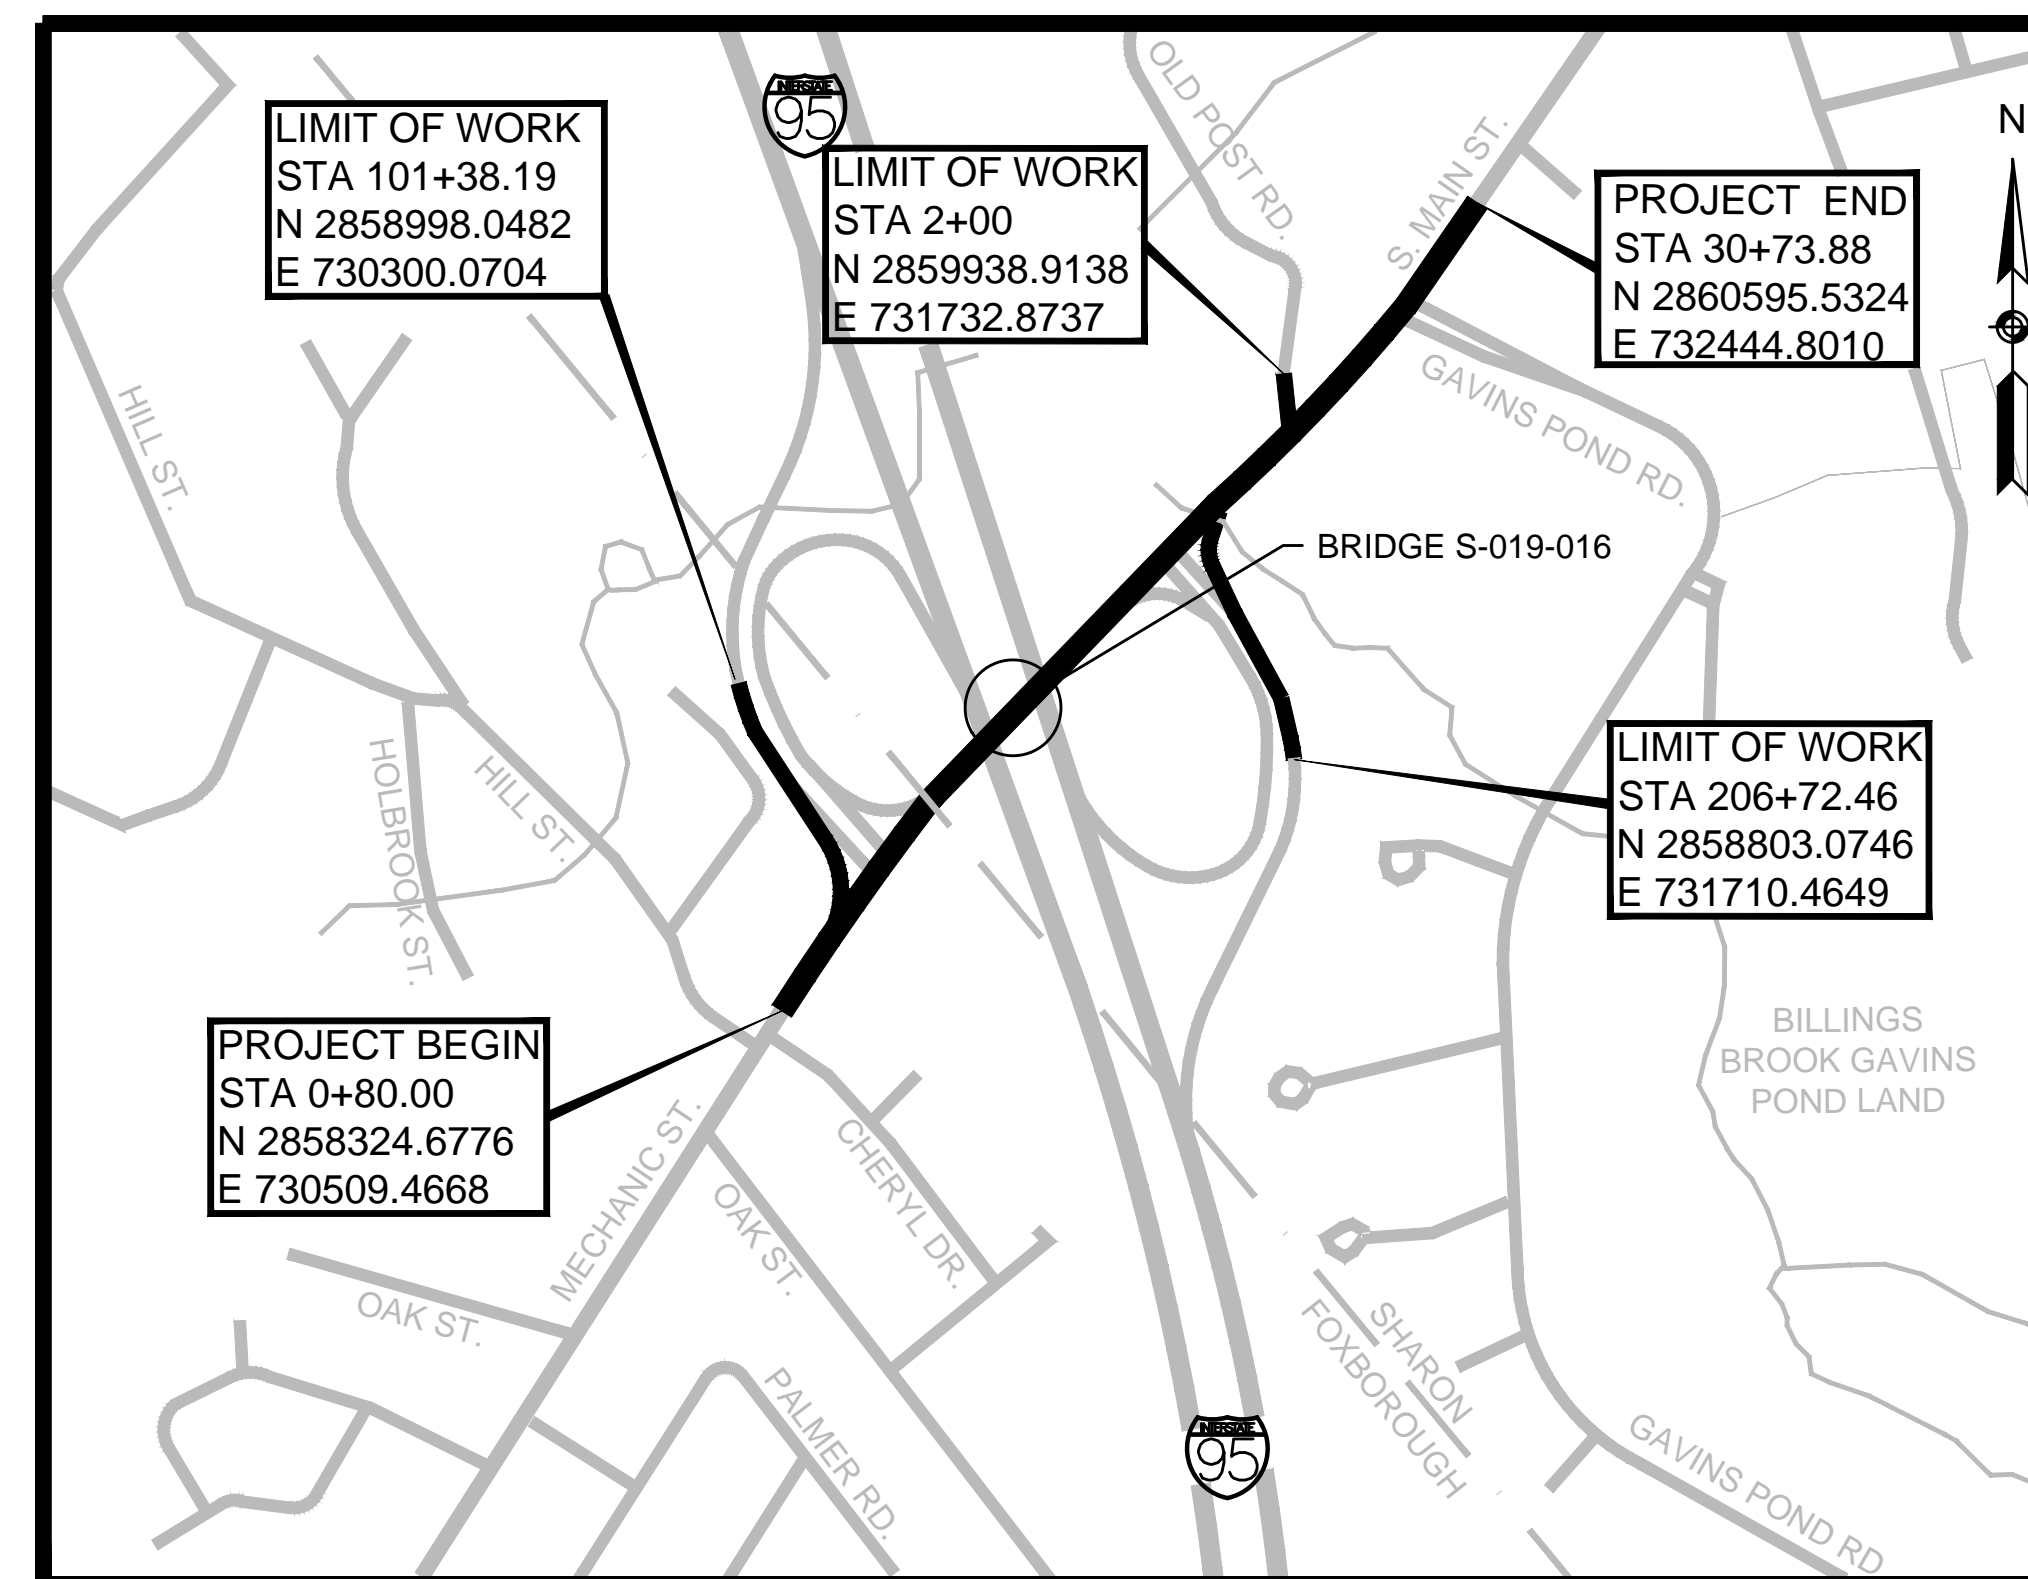 INTERSTATE
95
OLD POST RD.
S. MAIN ST.
N
LIMIT OF WORK
STA 101+38.19
N 2858998.0482
E 730300.0704
LIMIT OF WORK
STA 2+00
N 2859938.9138
E 731732.8737
PROJECT END
STA 30+73.88
N 2860595.5324
E 732444.8010
HILL ST.
GAVINS POND RD.
BRIDGE S-019-016
HOLBROOK ST.
HILL ST.
LIMIT OF WORK
STA 206+72.46
N 2858803.0746
E 731710.4649
PROJECT BEGIN
STA 0+80.00
N 2858324.6776
E 730509.4668
BILLINGS
BROOK GAVINS
POND LAND
MECHANIC ST.
OAK ST.
CHERYL DR.
OAK ST.
SHARON
FOXBOROUGH
PALMER RD.
INTERSTATE
95
GAVINS POND RD